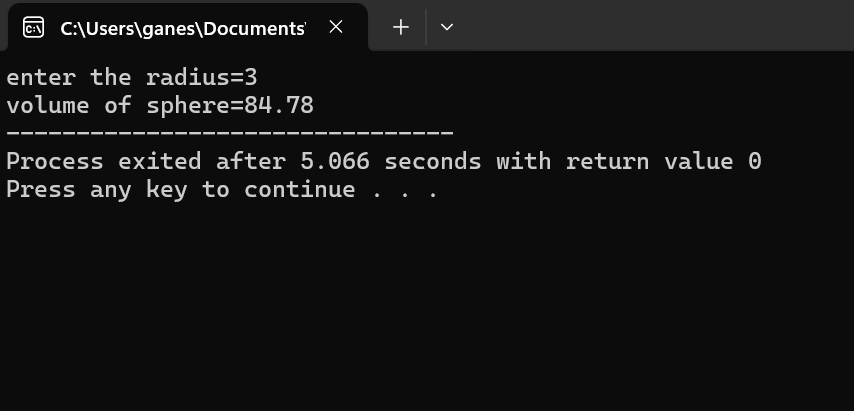 C:\Users\ganes\Documents'
enter the radius=3
volume of sphere=84.78
--------------------------------
Process exited after 5.066 seconds with return value 0
Press any key to continue . . .